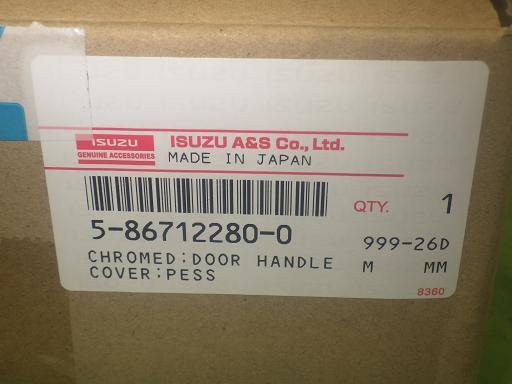 ISUZU
GENUINE ACCESSORIES
ISUZU A&S Co., Ltd.
MADE IN JAPAN
QTY. 1
5-86712280-0
999-26D
CHROMED:DOOR HANDLE
M MM
COVER:PESS
8360